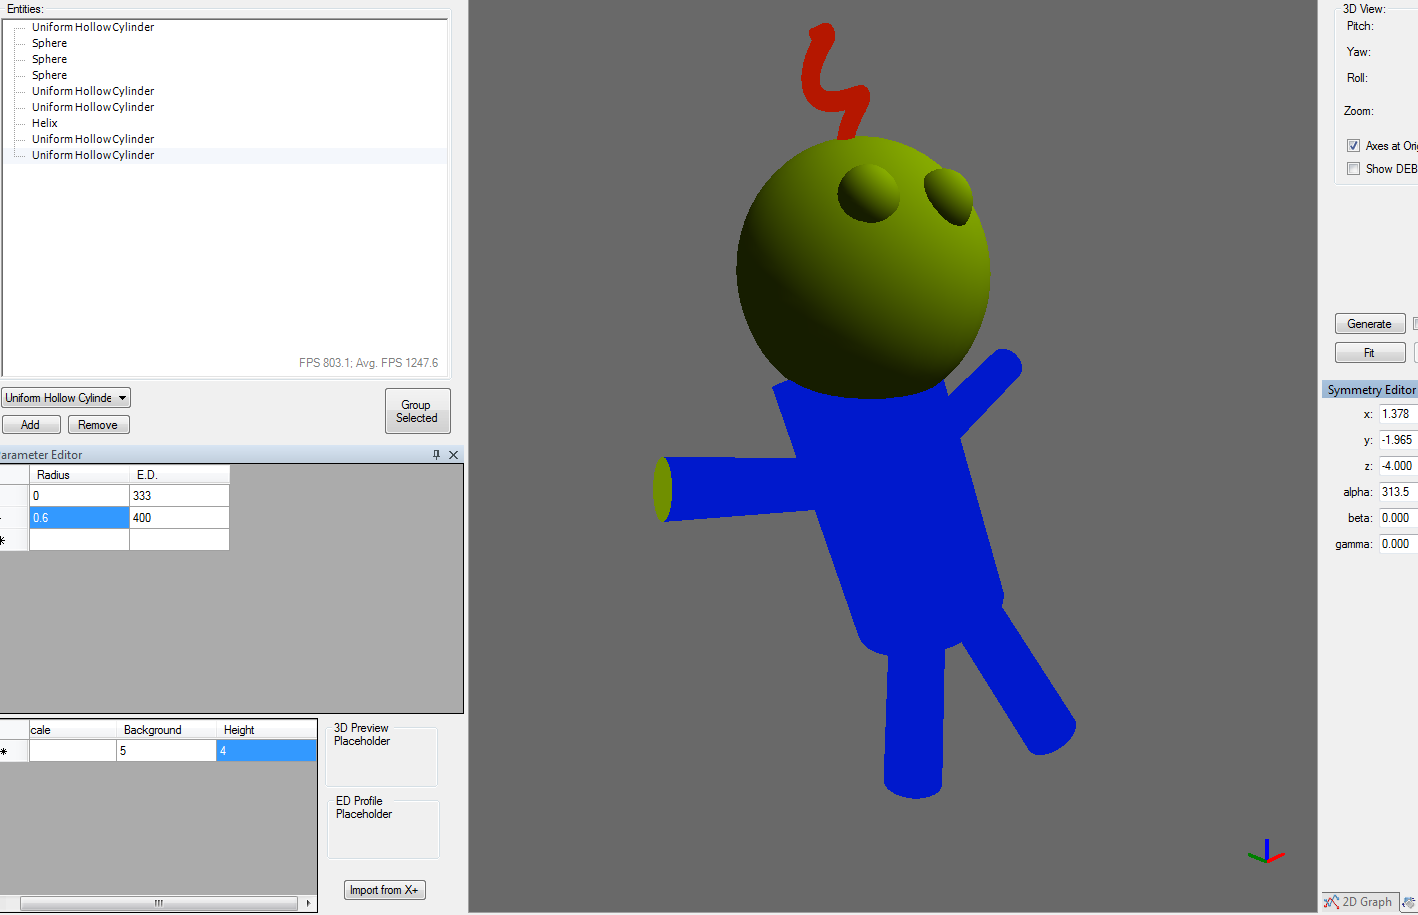 Entities:
Uniform Hollow Cylinder
Sphere
Sphere
Sphere
Uniform Hollow Cylinder
Uniform Hollow Cylinder
Helix
Uniform Hollow Cylinder
Uniform Hollow Cylinder
FPS 803.1; Avg. FPS 1247.6
Uniform Hollow Cylinde
Add
Remove
Group
Selected
arameter Editor
Radius E.D.
0 333
0.6 400
*
cale Background Height
* 5 4
3D Preview
Placeholder
ED Profile
Placeholder
Import from X+
3D View:
Pitch:
Yaw:
Roll:
Zoom:
Axes at Ori
Show DEB
Generate
Fit
Symmetry Editor
x: 1.378
y: -1.965
z: -4.000
alpha: 313.5
beta: 0.000
gamma: 0.000
2D Graph